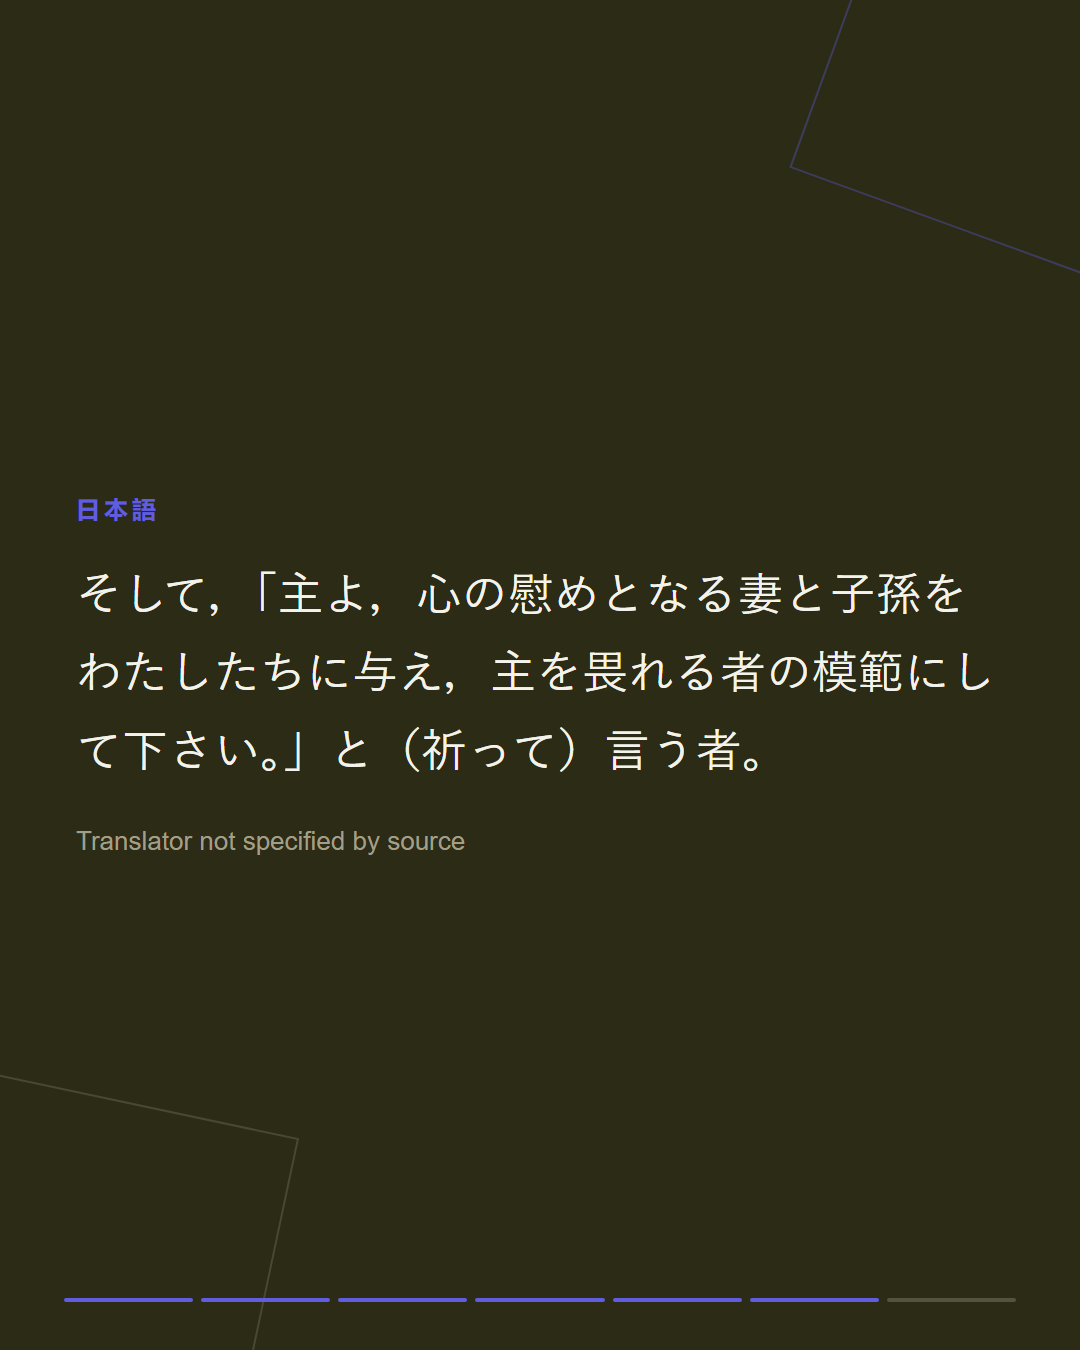 日本語
そして,「主よ, 心の慰めとなる妻と子孫を
わたしたちに与え, 主を畏れる者の模範にし
て下さい。」と（祈って）言う者。
Translator not specified by source